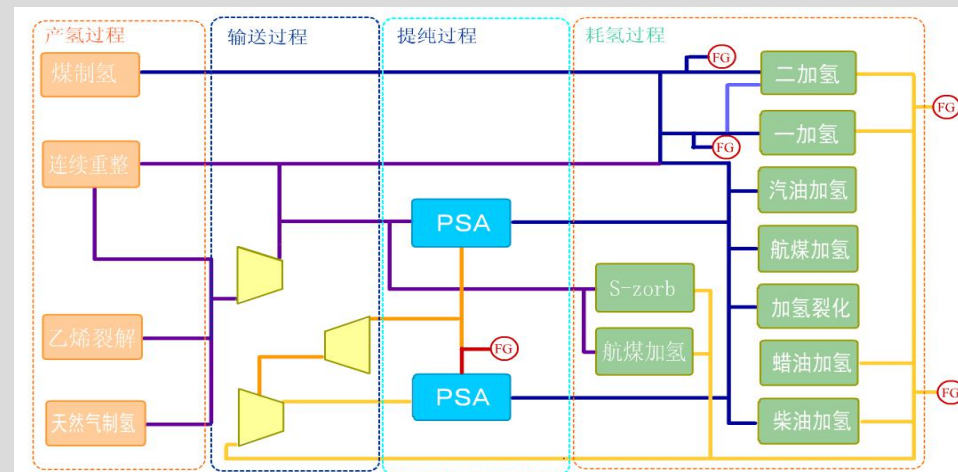 产氢过程
输送过程
提纯过程
耗氢过程
煤制氢
FG
二加氢
FG
一加氢
FG
连续重整
汽油加氢
PSA
航煤加氢
S-zorb
加氢裂化
乙烯裂解
航煤加氢
FG
蜡油加氢
PSA
FG
天然气制氢
柴油加氢